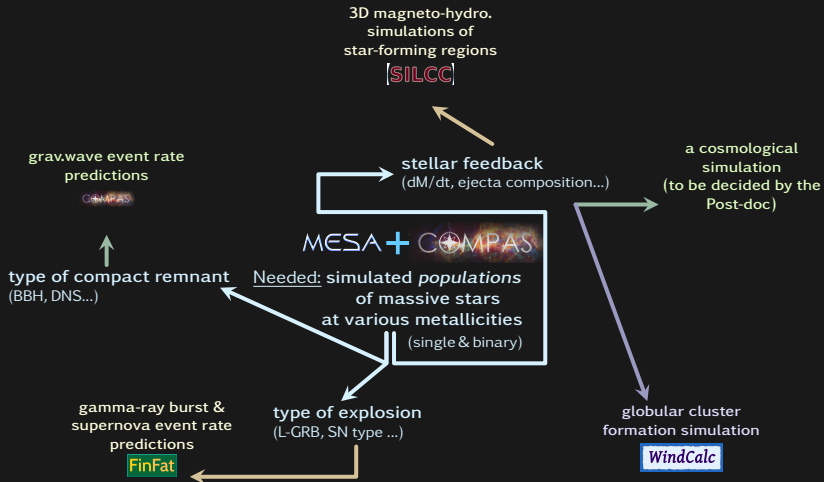 3D magneto-hydro.
simulations of
star-forming regions
[SILCC]
grav.wave event rate
predictions
COMPAS
stellar feedback
(dM/dt, ejecta composition...)
a cosmological
simulation
(to be decided by the
Post-doc)
MESA + COMPAS
type of compact remnant
(BBH, DNS...)
Needed: simulated populations
of massive stars
at various metallicities
(single & binary)
gamma-ray burst &
supernova event rate
predictions
FinFat
type of explosion
(L-GRB, SN type ...)
globular cluster
formation simulation
WindCalc